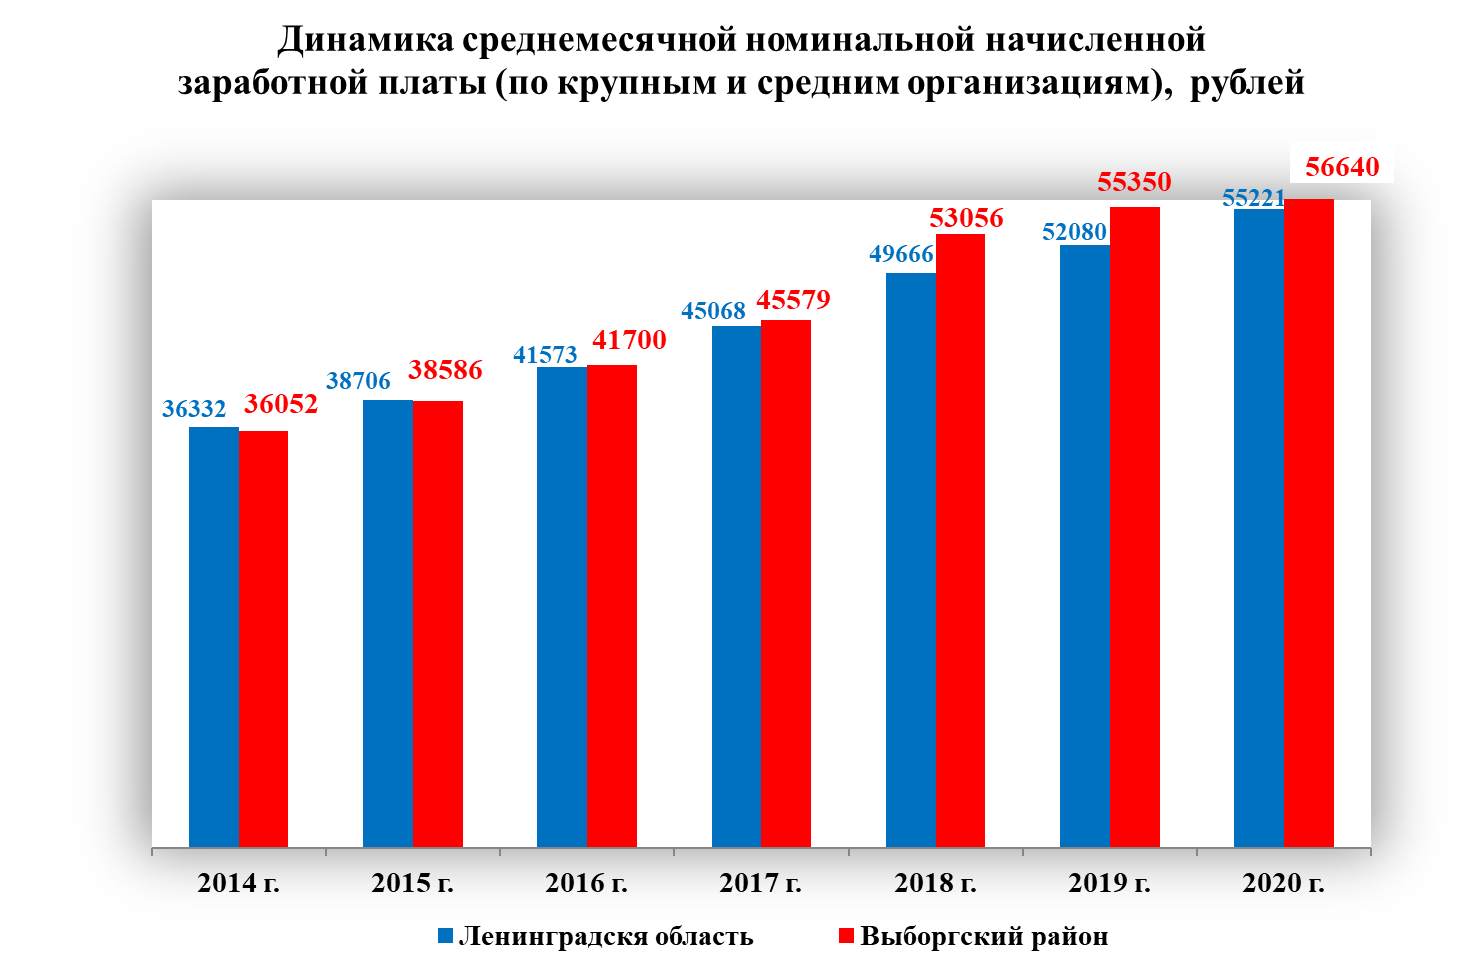 Динамика среднемесячной номинальной начисленной
заработной платы (по крупным и средним организациям), рублей
36332 36052 38706 38586 41573 41700 45068 45579 49666 53056 52080 55350 55221 56640
2014 г. 2015 г. 2016 г. 2017 г. 2018 г. 2019 г. 2020 г.
Ленинградскя область Выборгский район